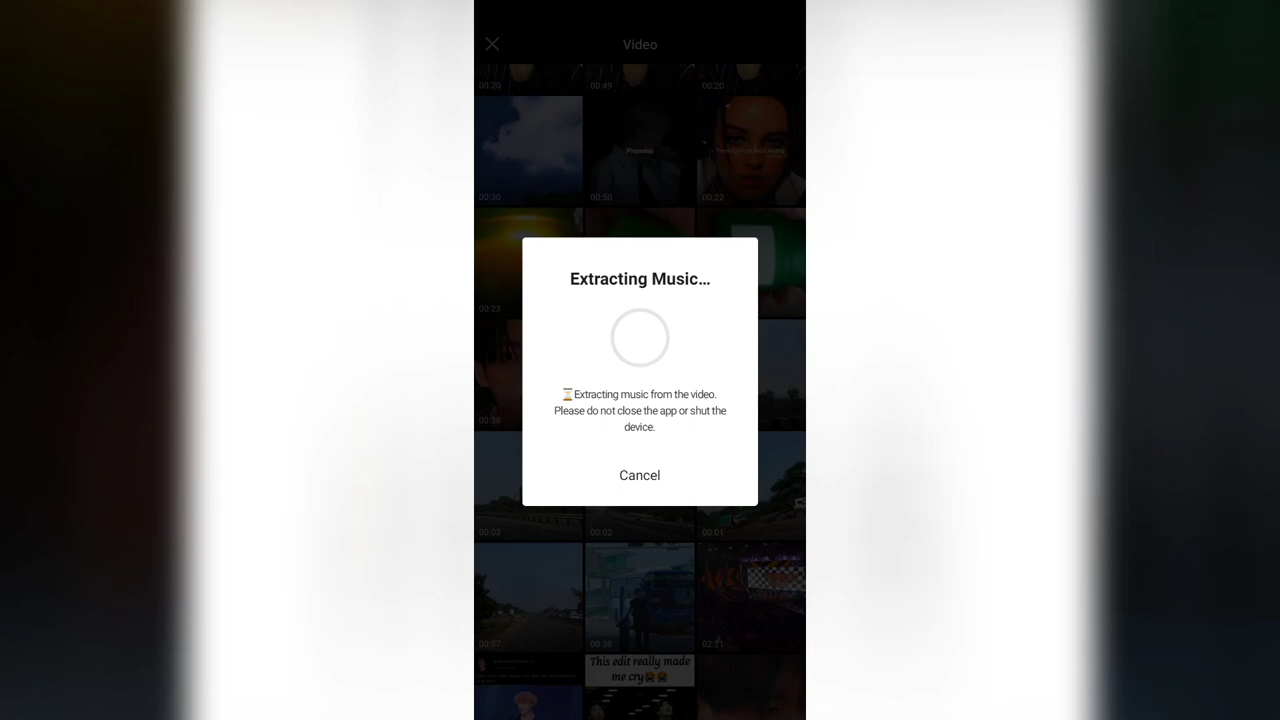 Video
00:20
00:49
00:20
Promise
00:30
00:50
00:22
00:23
Extracting Music...
⏳Extracting music from the video.
Please do not close the app or shut the
device.
00:38
Cancel
00:03
00:02
00:01
00:07
00:38
02:21
This edit really made
me cry😭😭